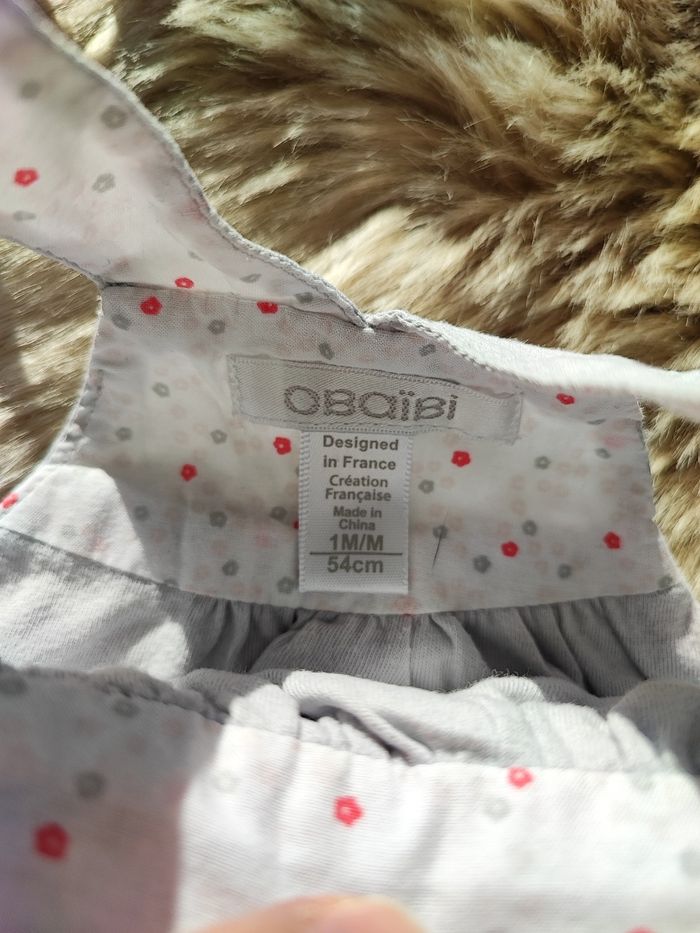 OBaïBi
Designed
in France
Création
Française
Made in
China
1M/M
54cm